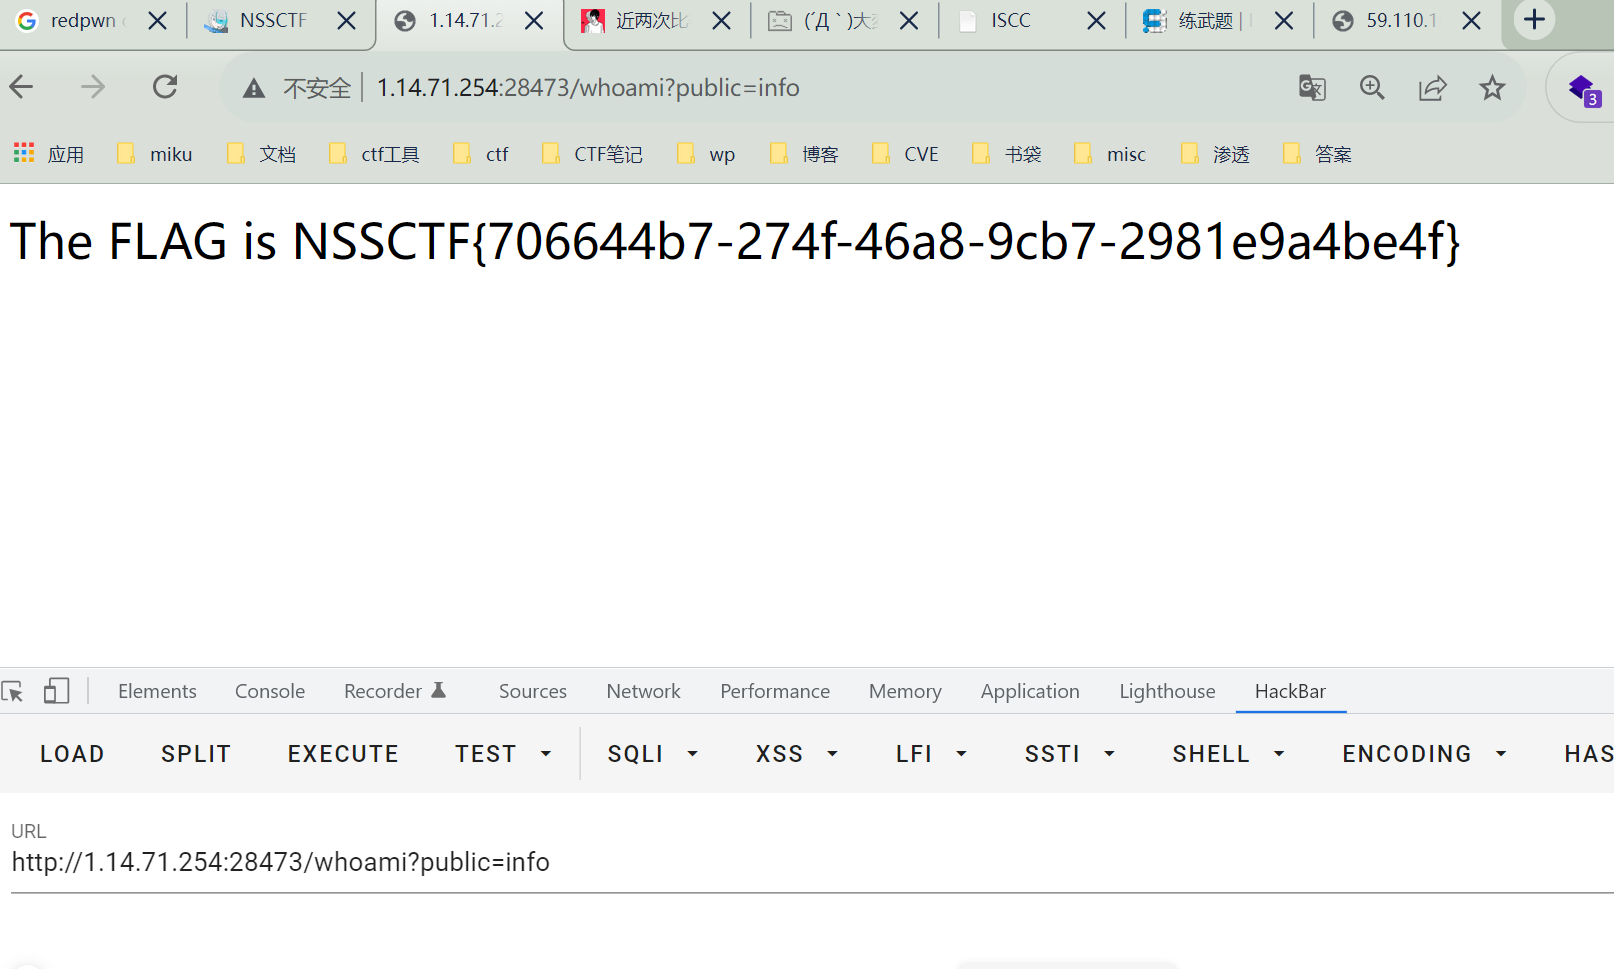 redpwn
NSSCTF
1.14.71.2
近两次比
(´Д｀)大
ISCC
练武题 |
59.110.1
不安全
1.14.71.254:28473/whoami?public=info
3
应用
miku
文档
ctf工具
ctf
CTF笔记
wp
博客
CVE
书袋
misc
渗透
答案
The FLAG is NSSCTF{706644b7-274f-46a8-9cb7-2981e9a4be4f}
Elements Console Recorder Sources Network Performance Memory Application Lighthouse HackBar
LOAD SPLIT EXECUTE TEST SQLI XSS LFI SSTI SHELL ENCODING HAS
URL
http://1.14.71.254:28473/whoami?public=info